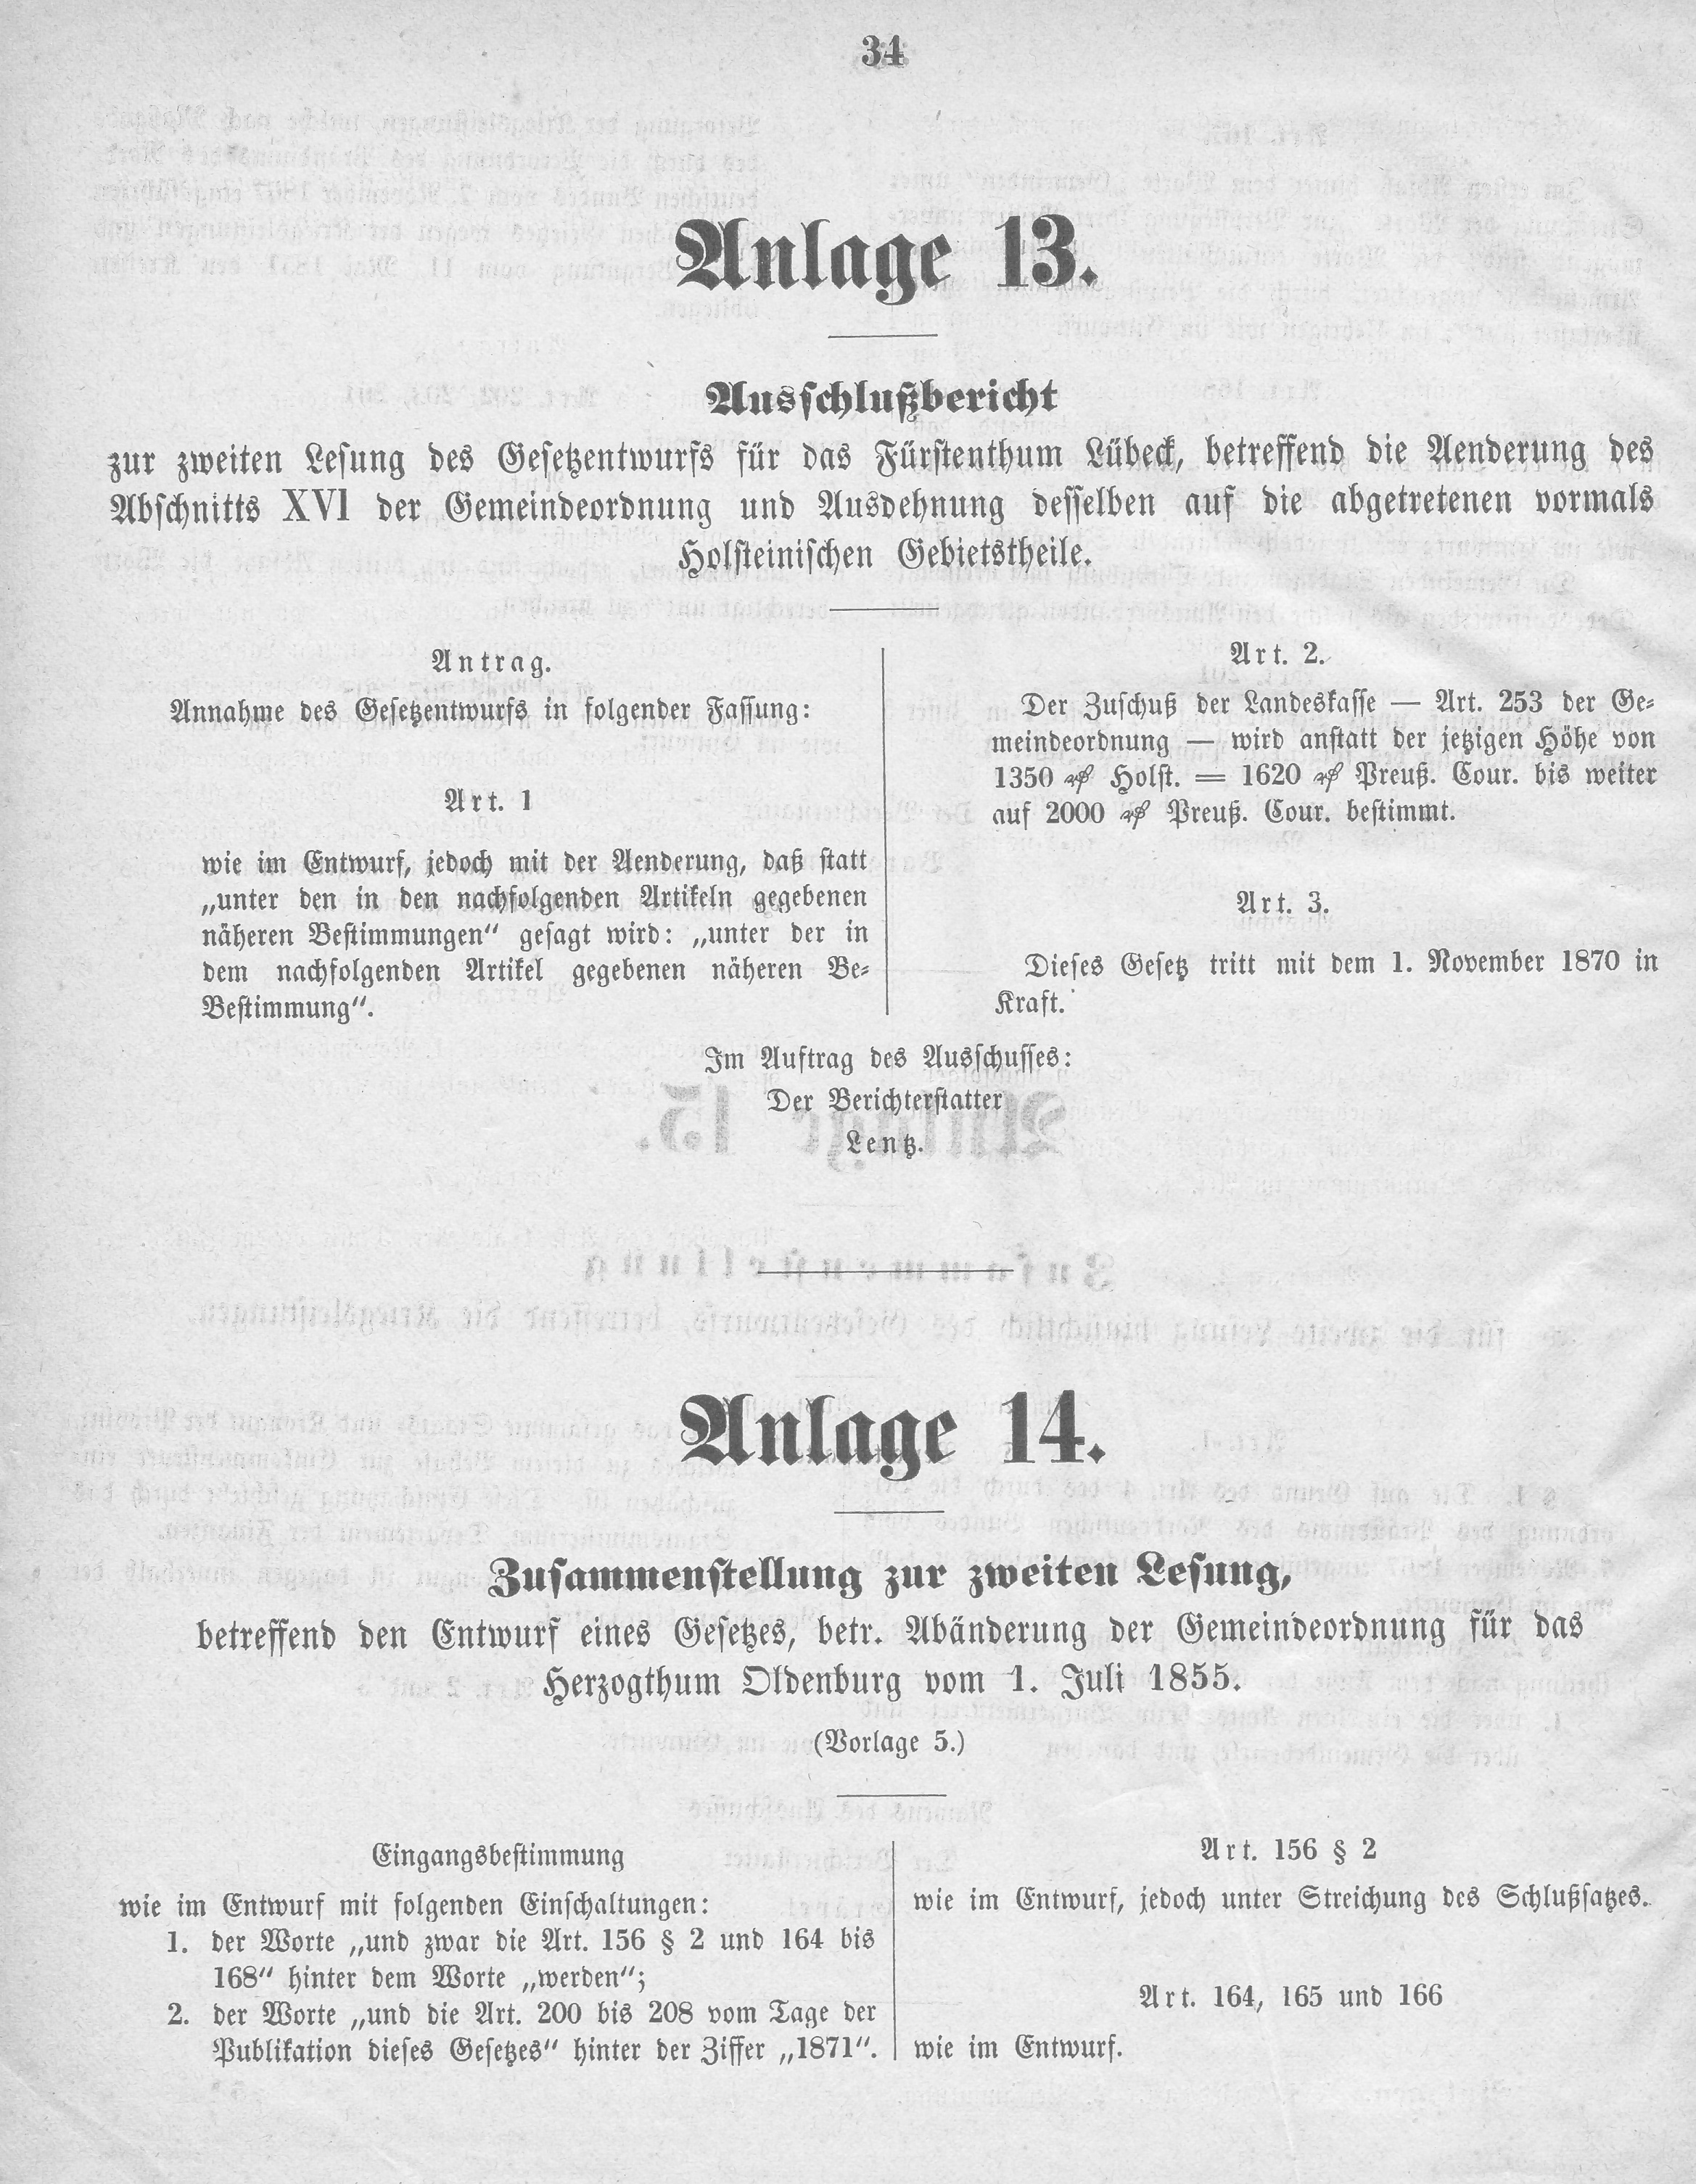 34
Anlage 13.
Ausschlußbericht
zur zweiten Lesung des Gesetzentwurfs für das Fürstenthum Lübeck, betreffend die Aenderung des
Abschnitts XVI der Gemeindeordnung und Ausdehnung desselben auf die abgetretenen vormals
Holsteinischen Gebietstheile.
Antrag.
Annahme des Gesetzentwurfs in folgender Fassung:
Art. 1
wie im Entwurf, jedoch mit der Aenderung, daß statt
„unter den in den nachfolgenden Artikeln gegebenen
näheren Bestimmungen“ gesagt wird: „unter der in
dem nachfolgenden Artikel gegebenen näheren Be-
Bestimmung“.
Art. 2.
Der Zuschuß der Landeskasse — Art. 253 der Ge-
meindeordnung — wird anstatt der jetzigen Höhe von
1350 ₰ Holst. = 1620 ₰ Preuß. Cour. bis weiter
auf 2000 ₰ Preuß. Cour. bestimmt.
Art. 3.
Dieses Gesetz tritt mit dem 1. November 1870 in
Kraft.
Im Auftrag des Ausschusses:
Der Berichterstatter
Lentz.
Anlage 14.
Zusammenstellung zur zweiten Lesung,
betreffend den Entwurf eines Gesetzes, betr. Abänderung der Gemeindeordnung für das
Herzogthum Oldenburg vom 1. Juli 1855.
(Vorlage 5.)
Eingangsbestimmung
wie im Entwurf mit folgenden Einschaltungen:
1. der Worte „und zwar die Art. 156 § 2 und 164 bis
168“ hinter dem Worte „werden“;
2. der Worte „und die Art. 200 bis 208 vom Tage der
Publikation dieses Gesetzes“ hinter der Ziffer „1871“.
Art. 156 § 2
wie im Entwurf, jedoch unter Streichung des Schlußsatzes.
Art. 164, 165 und 166
wie im Entwurf.